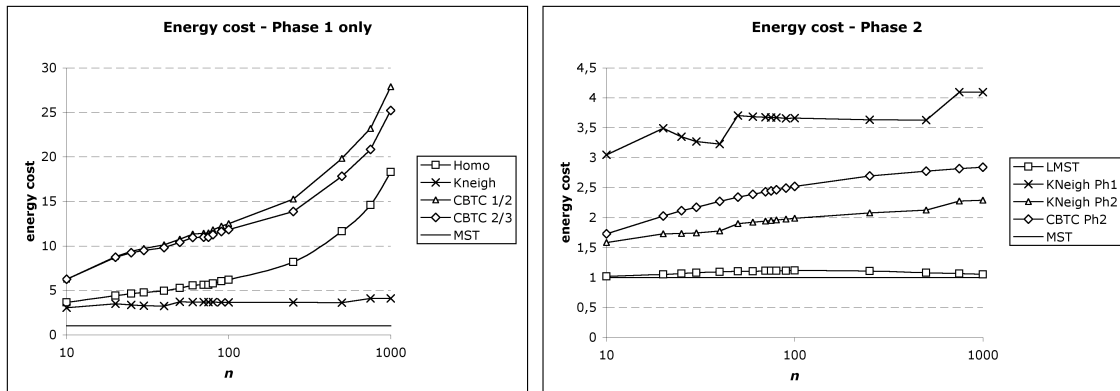 Energy cost - Phase 1 only
30
25
20
15
10
5
0
10
100
1000
energy cost
n
Homo
Kneigh
CBTC 1/2
CBTC 2/3
MST
Energy cost - Phase 2
4,5
4
3,5
3
2,5
2
1,5
1
0,5
0
10
100
1000
energy cost
n
LMST
KNeigh Ph1
KNeigh Ph2
CBTC Ph2
MST